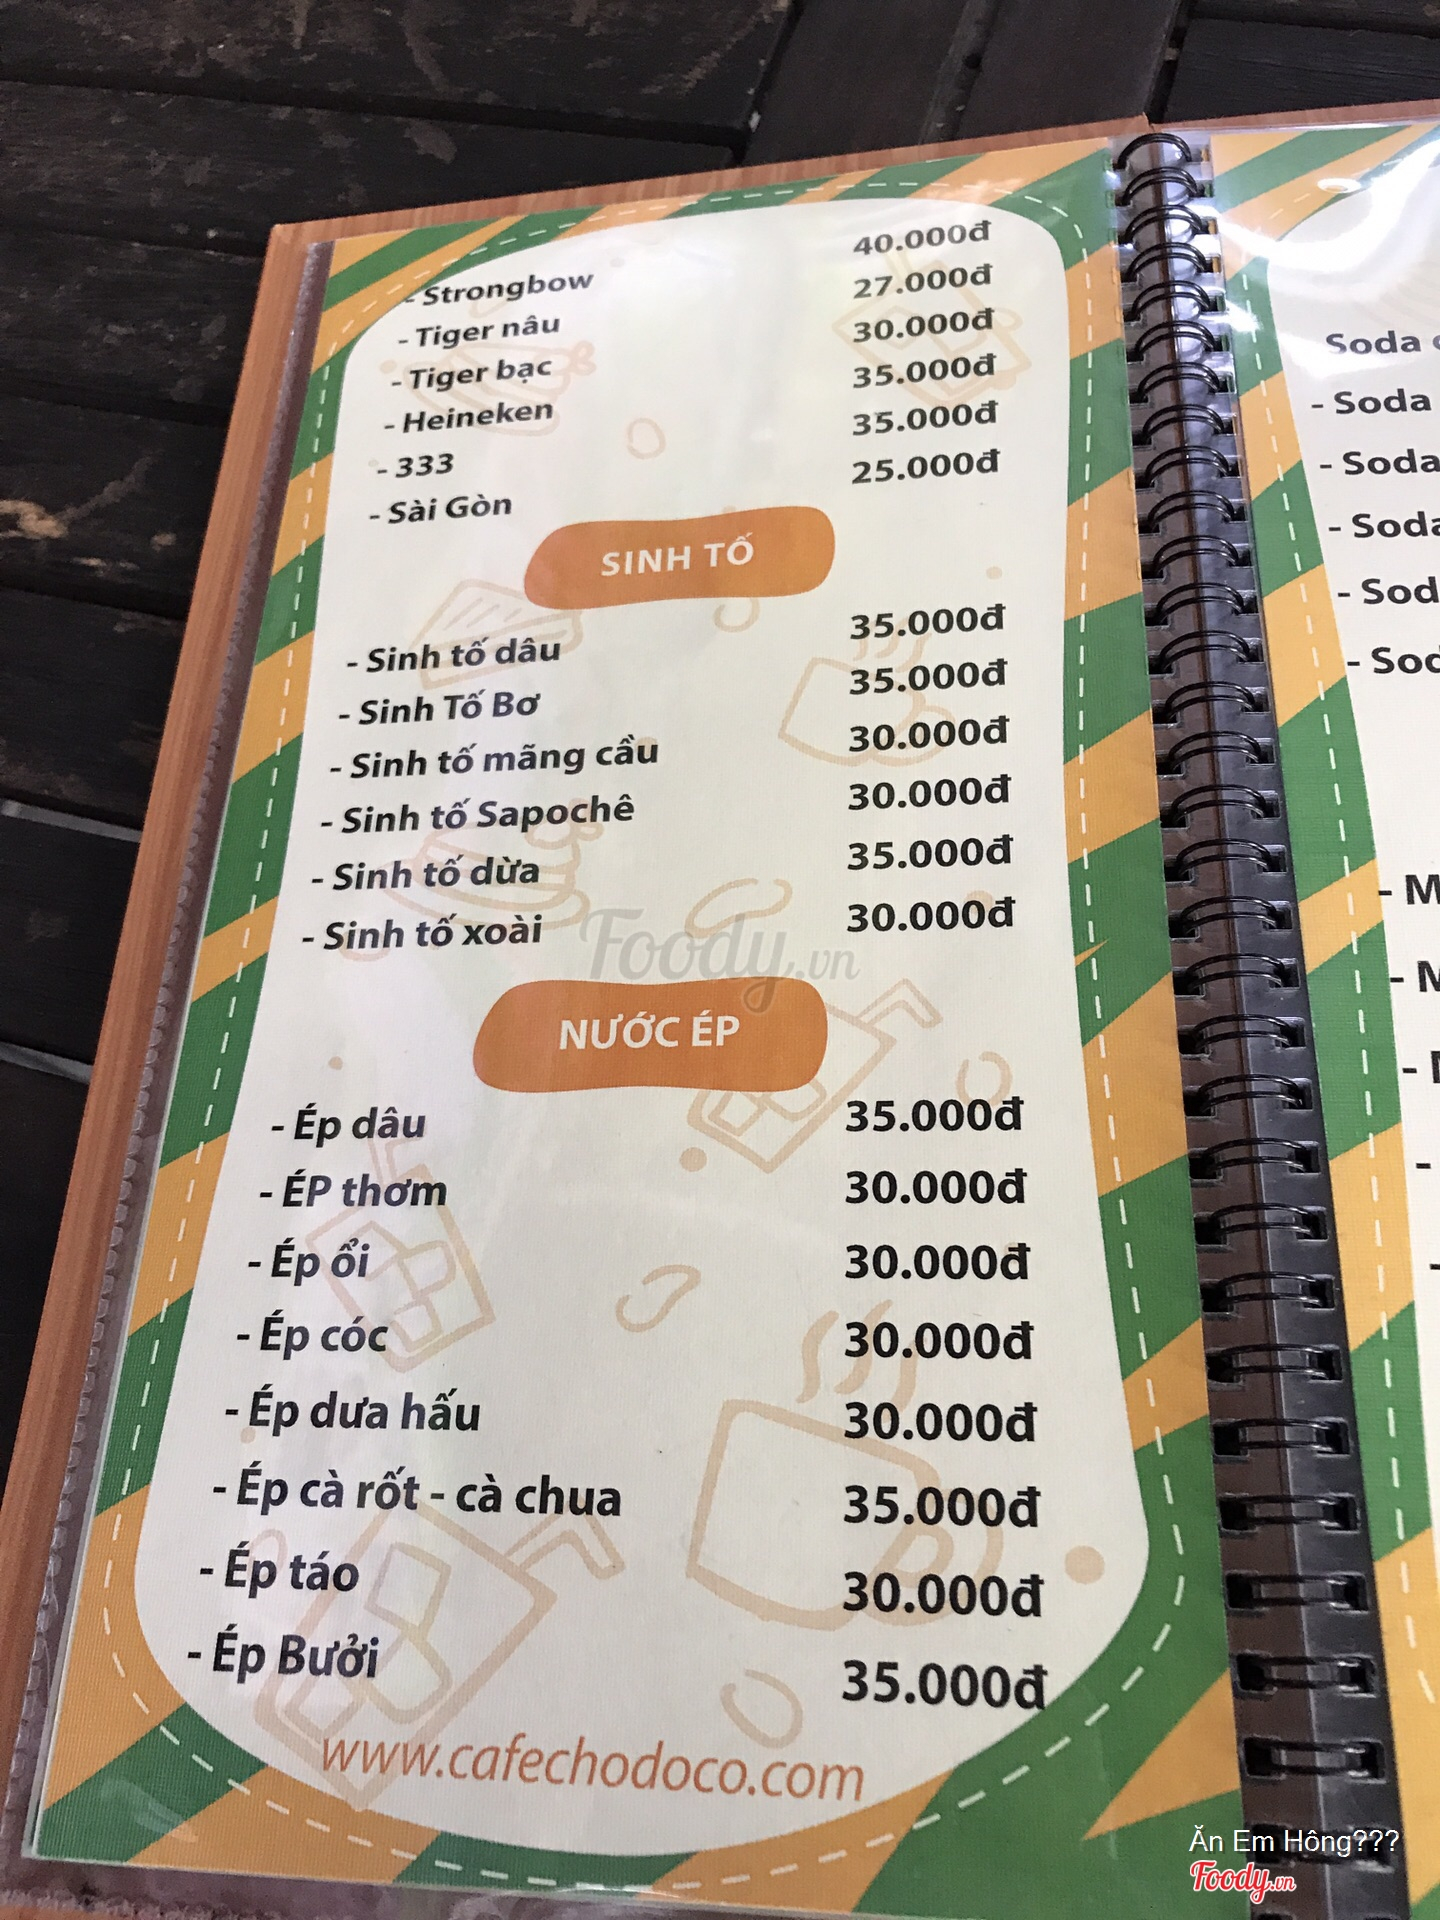 - Strongbow 40.000đ
- Tiger nâu 27.000đ
- Tiger bạc 30.000đ
- Heineken 35.000đ
- 333 35.000đ
- Sài Gòn 25.000đ
SINH TỐ
- Sinh tố dâu 35.000đ
- Sinh Tố Bơ 35.000đ
- Sinh tố mãng cầu 30.000đ
- Sinh tố Sapochê 30.000đ
- Sinh tố dừa 35.000đ
- Sinh tố xoài 30.000đ
Foody.vn
NƯỚC ÉP
- Ép dâu 35.000đ
- ÉP thơm 30.000đ
- Ép ổi 30.000đ
- Ép cóc 30.000đ
- Ép dưa hấu 30.000đ
- Ép cà rốt - cà chua 35.000đ
- Ép táo 30.000đ
- Ép Bưởi 35.000đ
www.cafechodoco.com
Soda
- Soda
- Soda
- Soda
Ăn Em Hông???
Foody.vn